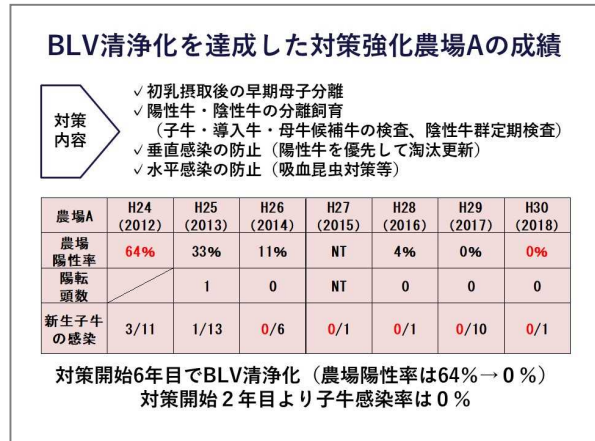 BLV清浄化を達成した対策強化農場Aの成績
対策
内容
✓初乳摂取後の早期母子分離
✓陽性牛・陰性牛の分離飼育
（子牛・導入牛・母牛候補牛の検査、陰性牛群定期検査）
✓垂直感染の防止（陽性牛を優先して淘汰更新）
✓水平感染の防止（吸血昆虫対策等）
農場A H24 (2012) H25 (2013) H26 (2014) H27 (2015) H28 (2016) H29 (2017) H30 (2018)
農場陽性率 64% 33% 11% NT 4% 0% 0%
陽転頭数 1 0 NT 0 0 0
新生子牛の感染 3/11 1/13 0/6 0/1 0/1 0/10 0/1
対策開始6年目でBLV清浄化（農場陽性率は64%→０％）
対策開始２年目より子牛感染率は０％